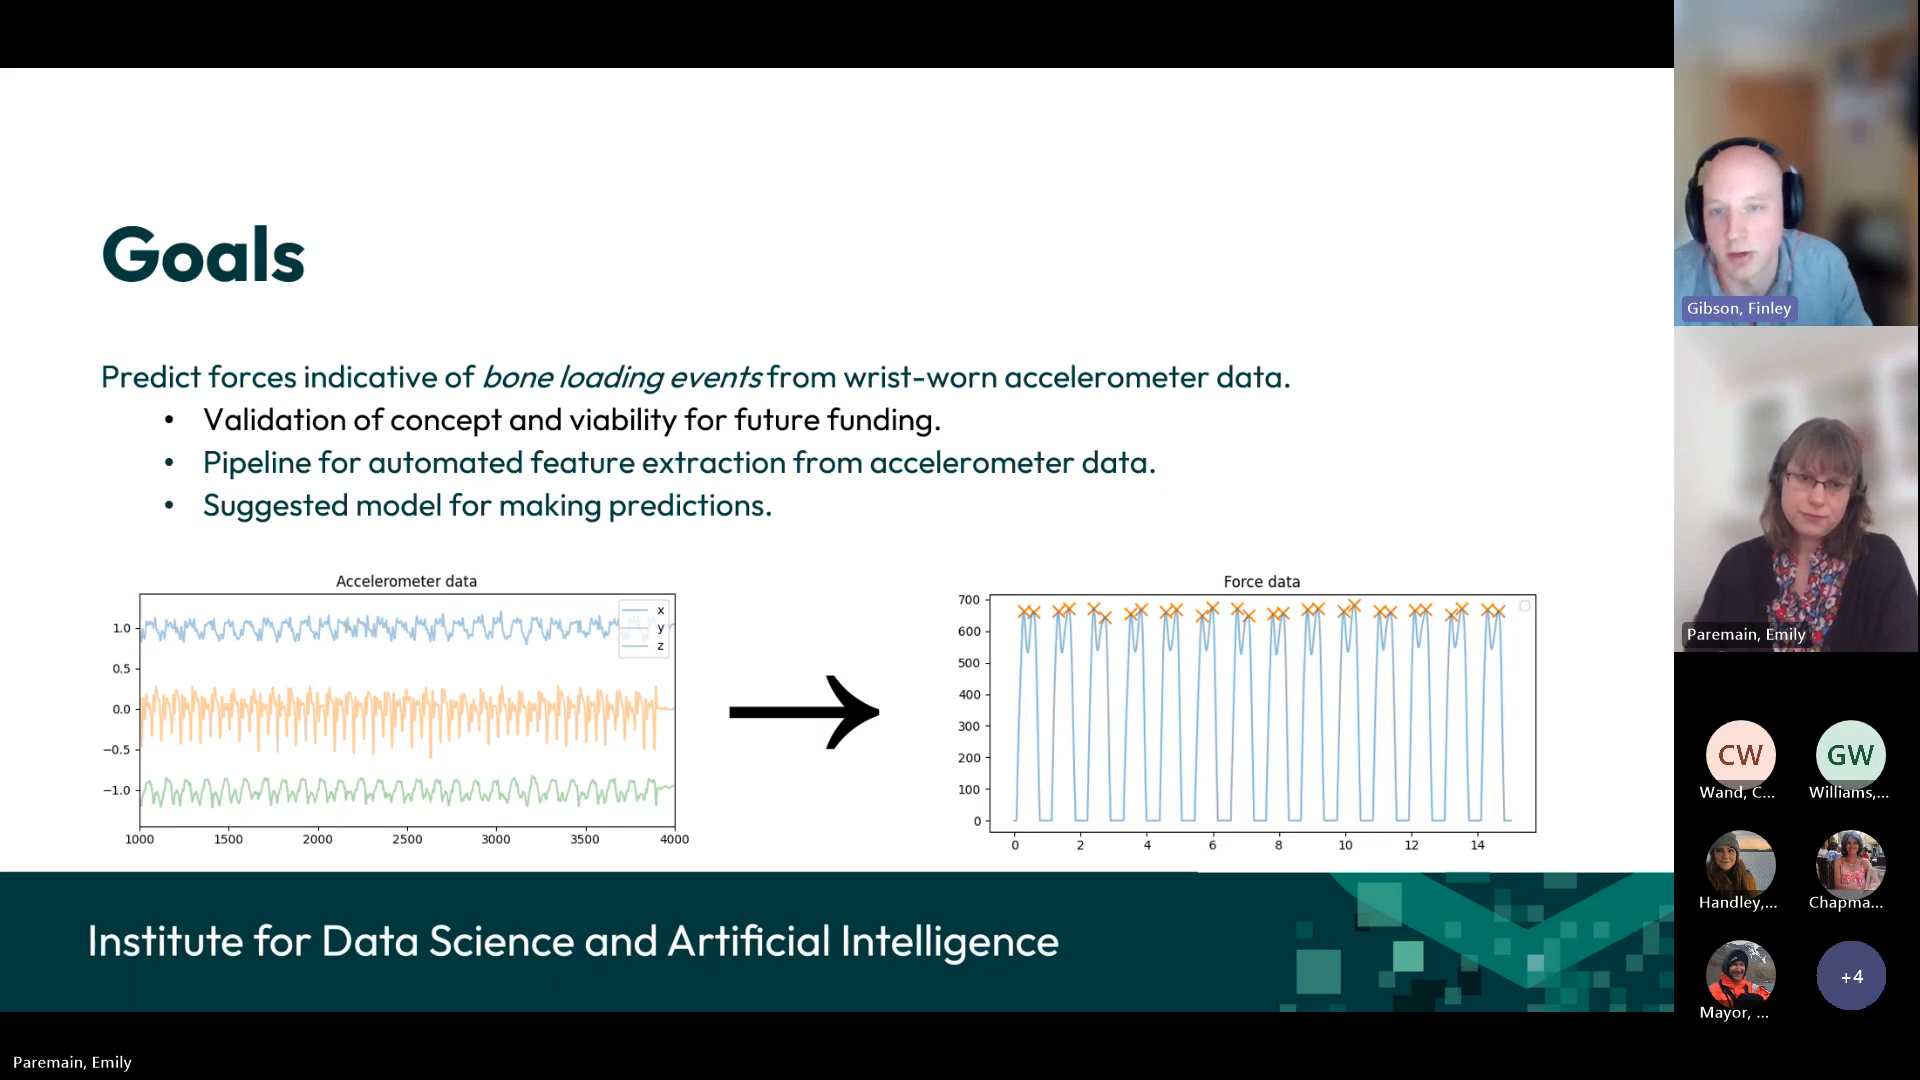 Goals
Predict forces indicative of bone loading events from wrist-worn accelerometer data.
• Validation of concept and viability for future funding.
• Pipeline for automated feature extraction from accelerometer data.
• Suggested model for making predictions.
Accelerometer data
x
y
z
1.0
0.5
0.0
−0.5
−1.0
1000 1500 2000 2500 3000 3500 4000
Force data
700
600
500
400
300
200
100
0
0 2 4 6 8 10 12 14
Institute for Data Science and Artificial Intelligence
Gibson, Finley
Paremain, Emily
CW GW
Wand, C... Williams,...
Handley,... Chapma...
+4
Mayor, ...
Paremain, Emily